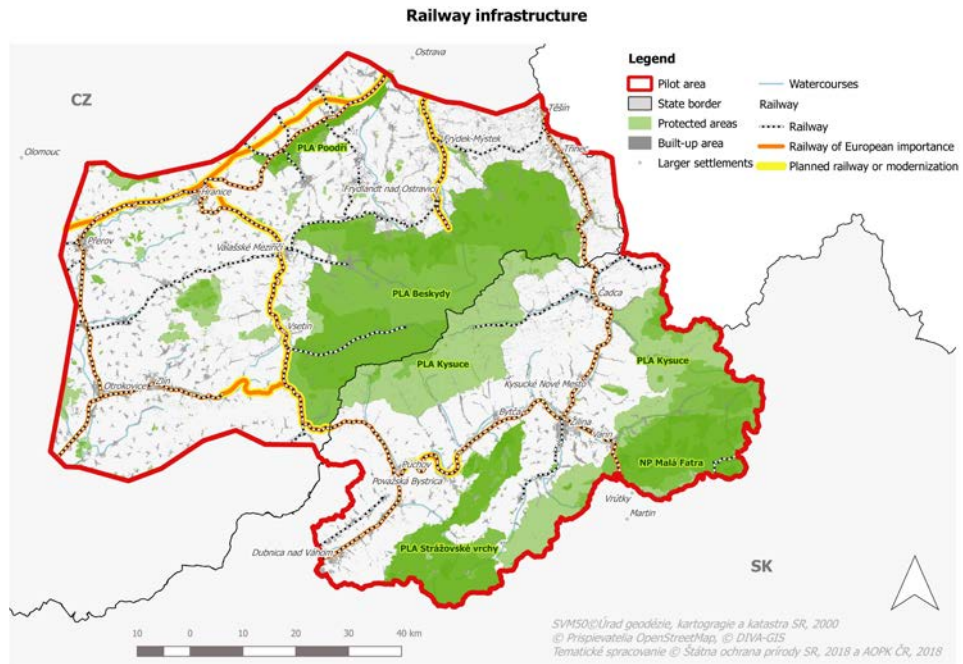 Railway infrastructure
Ostrava
CZ
Olomouc
Legend
Pilot area
State border
Protected areas
Built-up area
Larger settlements
Watercourses
Railway
Railway
Railway of European importance
Planned railway or modernization
Těšín
Třinec
Frýdek-Místek
PLA Poodří
Frýdlandt nad Ostravicí
Hranice
Přerov
Valašské Meziříčí
PLA Beskydy
Čadca
Vsetín
PLA Kysuce
PLA Kysuce
Otrokovice
Zlín
Kysucké Nové Mesto
Bytča
Žilina
Varín
Púchov
Považská Bystrica
NP Malá Fatra
Vrútky
Martin
Dubnica nad Váhom
PLA Strážovské vrchy
SK
10 0 10 20 30 40 km
SVM50©Úrad geodézie, kartogragie a katastra SR, 2000
© Prispievatelia OpenStreetMap, © DIVA-GIS
Tematické spracovanie © Štátna ochrana prírody SR, 2018 a AOPK ČR, 2018